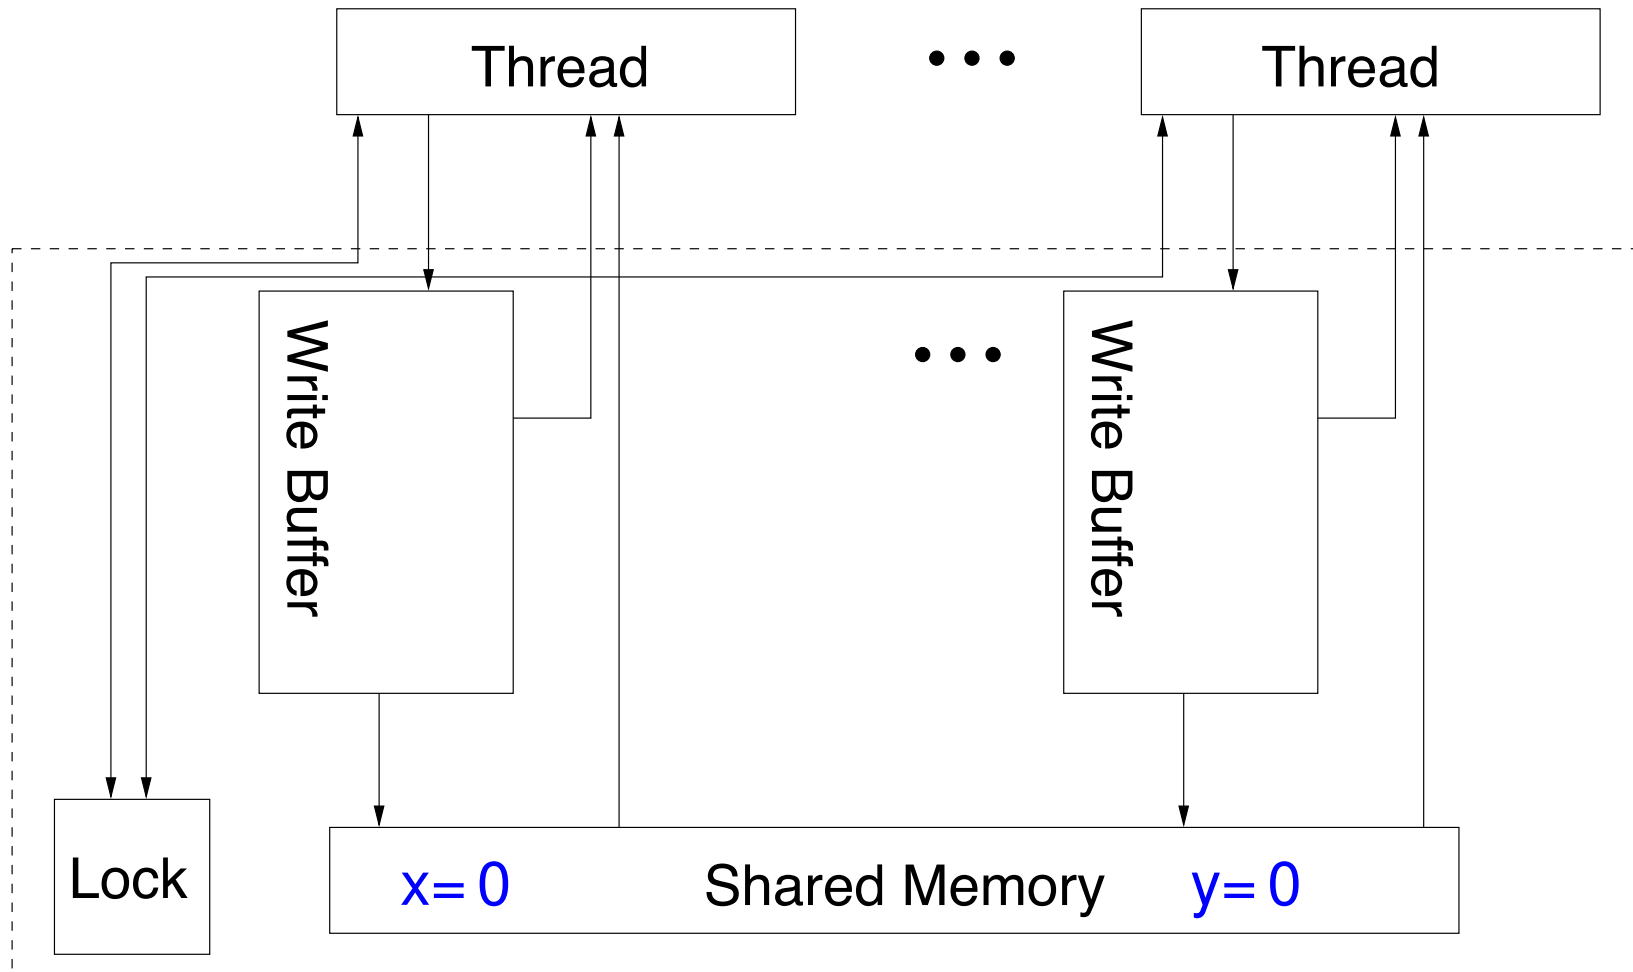 Thread
Thread
Write Buffer
Write Buffer
Lock
x= 0
Shared Memory
y= 0